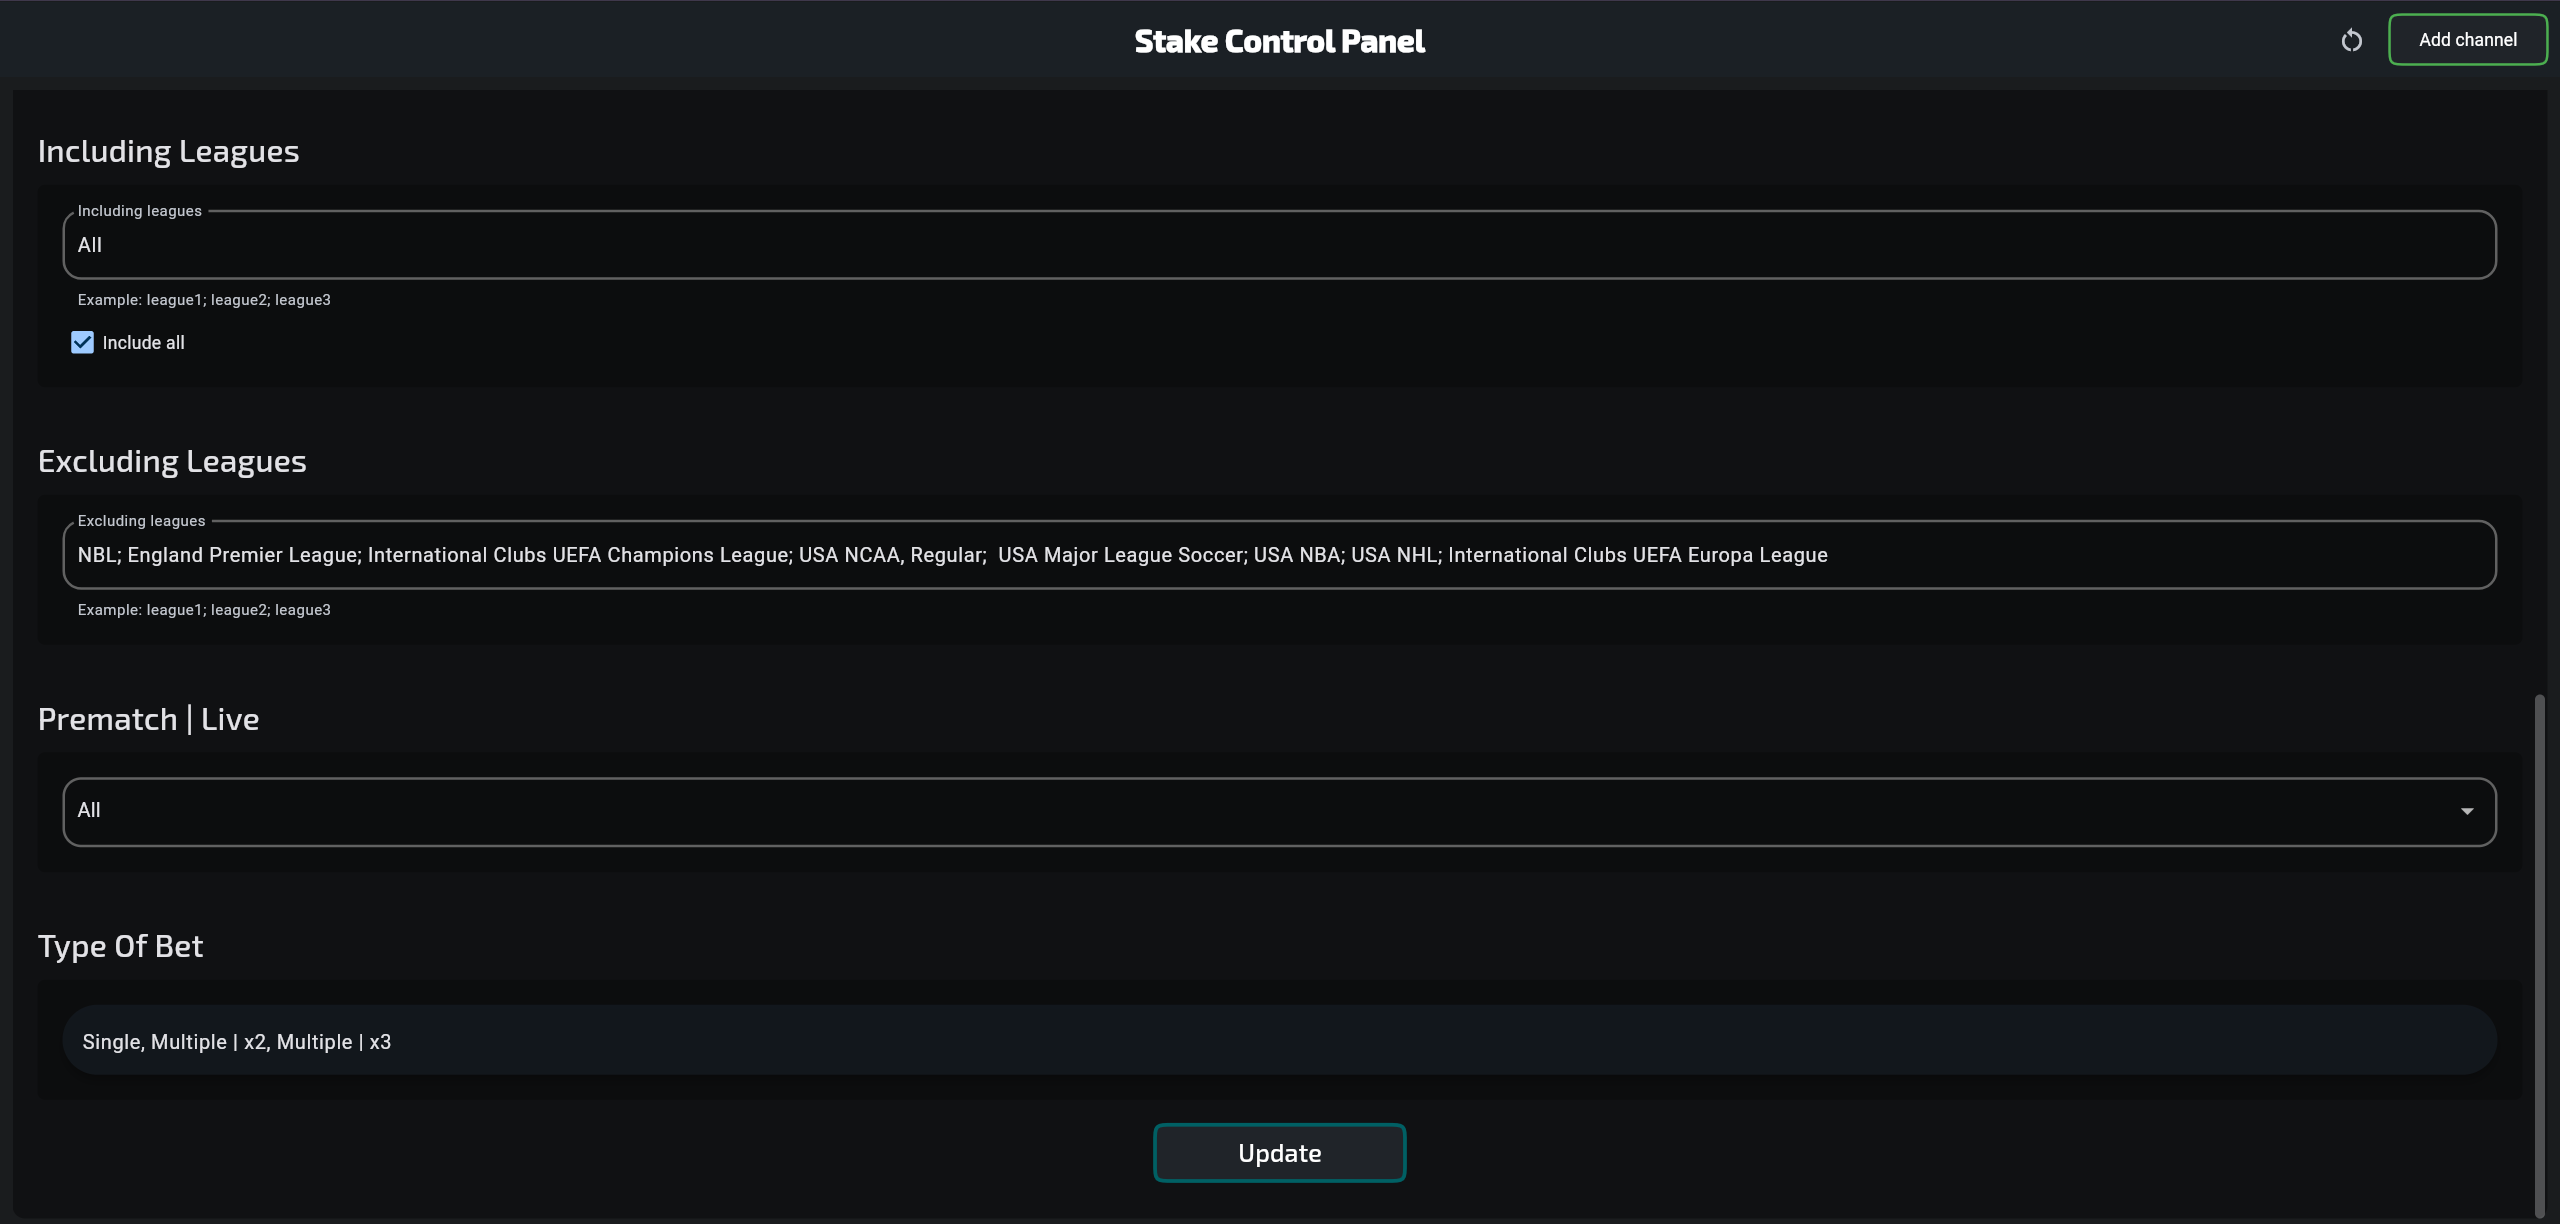 Stake Control Panel
Add channel
Including Leagues
Including leagues
All
Example: league1; league2; league3
Include all
Excluding Leagues
Excluding leagues
NBL; England Premier League; International Clubs UEFA Champions League; USA NCAA, Regular;  USA Major League Soccer; USA NBA; USA NHL; International Clubs UEFA Europa League
Example: league1; league2; league3
Prematch | Live
All
Type Of Bet
Single, Multiple | x2, Multiple | x3
Update